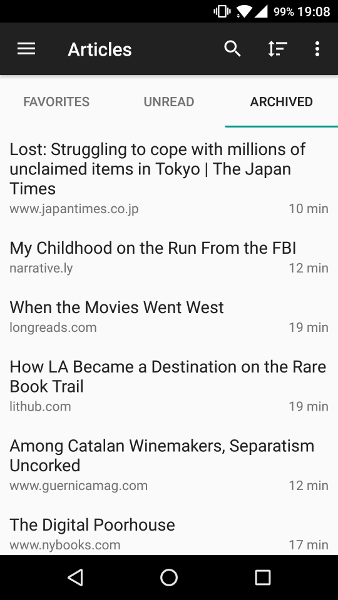 99% 19:08
Articles
FAVORITES UNREAD ARCHIVED
Lost: Struggling to cope with millions of
unclaimed items in Tokyo | The Japan
Times
www.japantimes.co.jp 10 min
My Childhood on the Run From the FBI
narrative.ly 12 min
When the Movies Went West
longreads.com 19 min
How LA Became a Destination on the Rare
Book Trail
lithub.com 19 min
Among Catalan Winemakers, Separatism
Uncorked
www.guernicamag.com 12 min
The Digital Poorhouse
www.nybooks.com 17 min